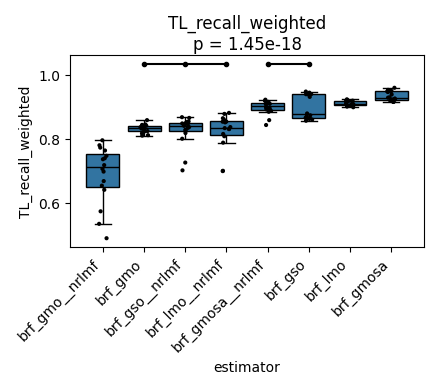 TL_recall_weighted
p = 1.45e-18
1.0
0.8
0.6
TL_recall_weighted
brf_gmo__nrlmf
brf_gmo
brf_gso__nrlmf
brf_lmo__nrlmf
brf_gmosa__nrlmf
brf_gso
brf_lmo
brf_gmosa
estimator